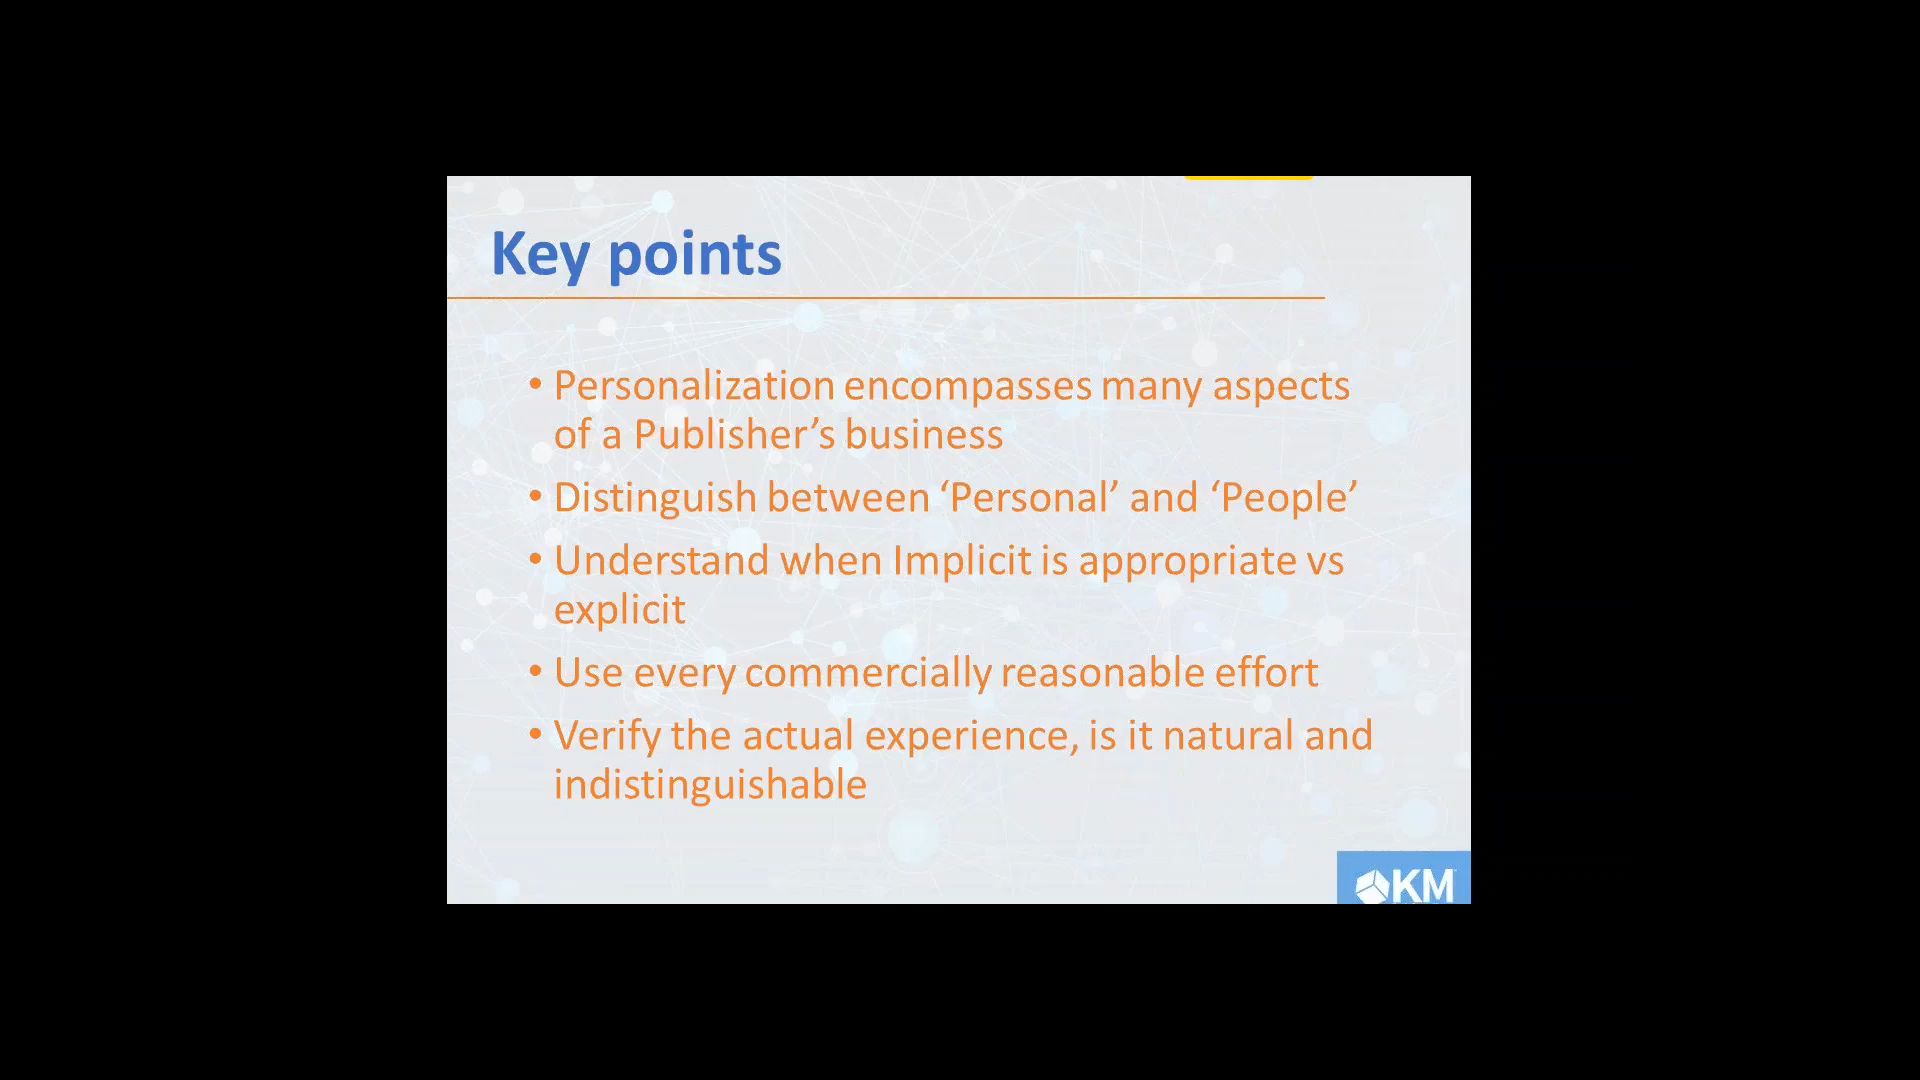 Key points
• Personalization encompasses many aspects
of a Publisher’s business
• Distinguish between ‘Personal’ and ‘People’
• Understand when Implicit is appropriate vs
explicit
• Use every commercially reasonable effort
• Verify the actual experience, is it natural and
indistinguishable
KM